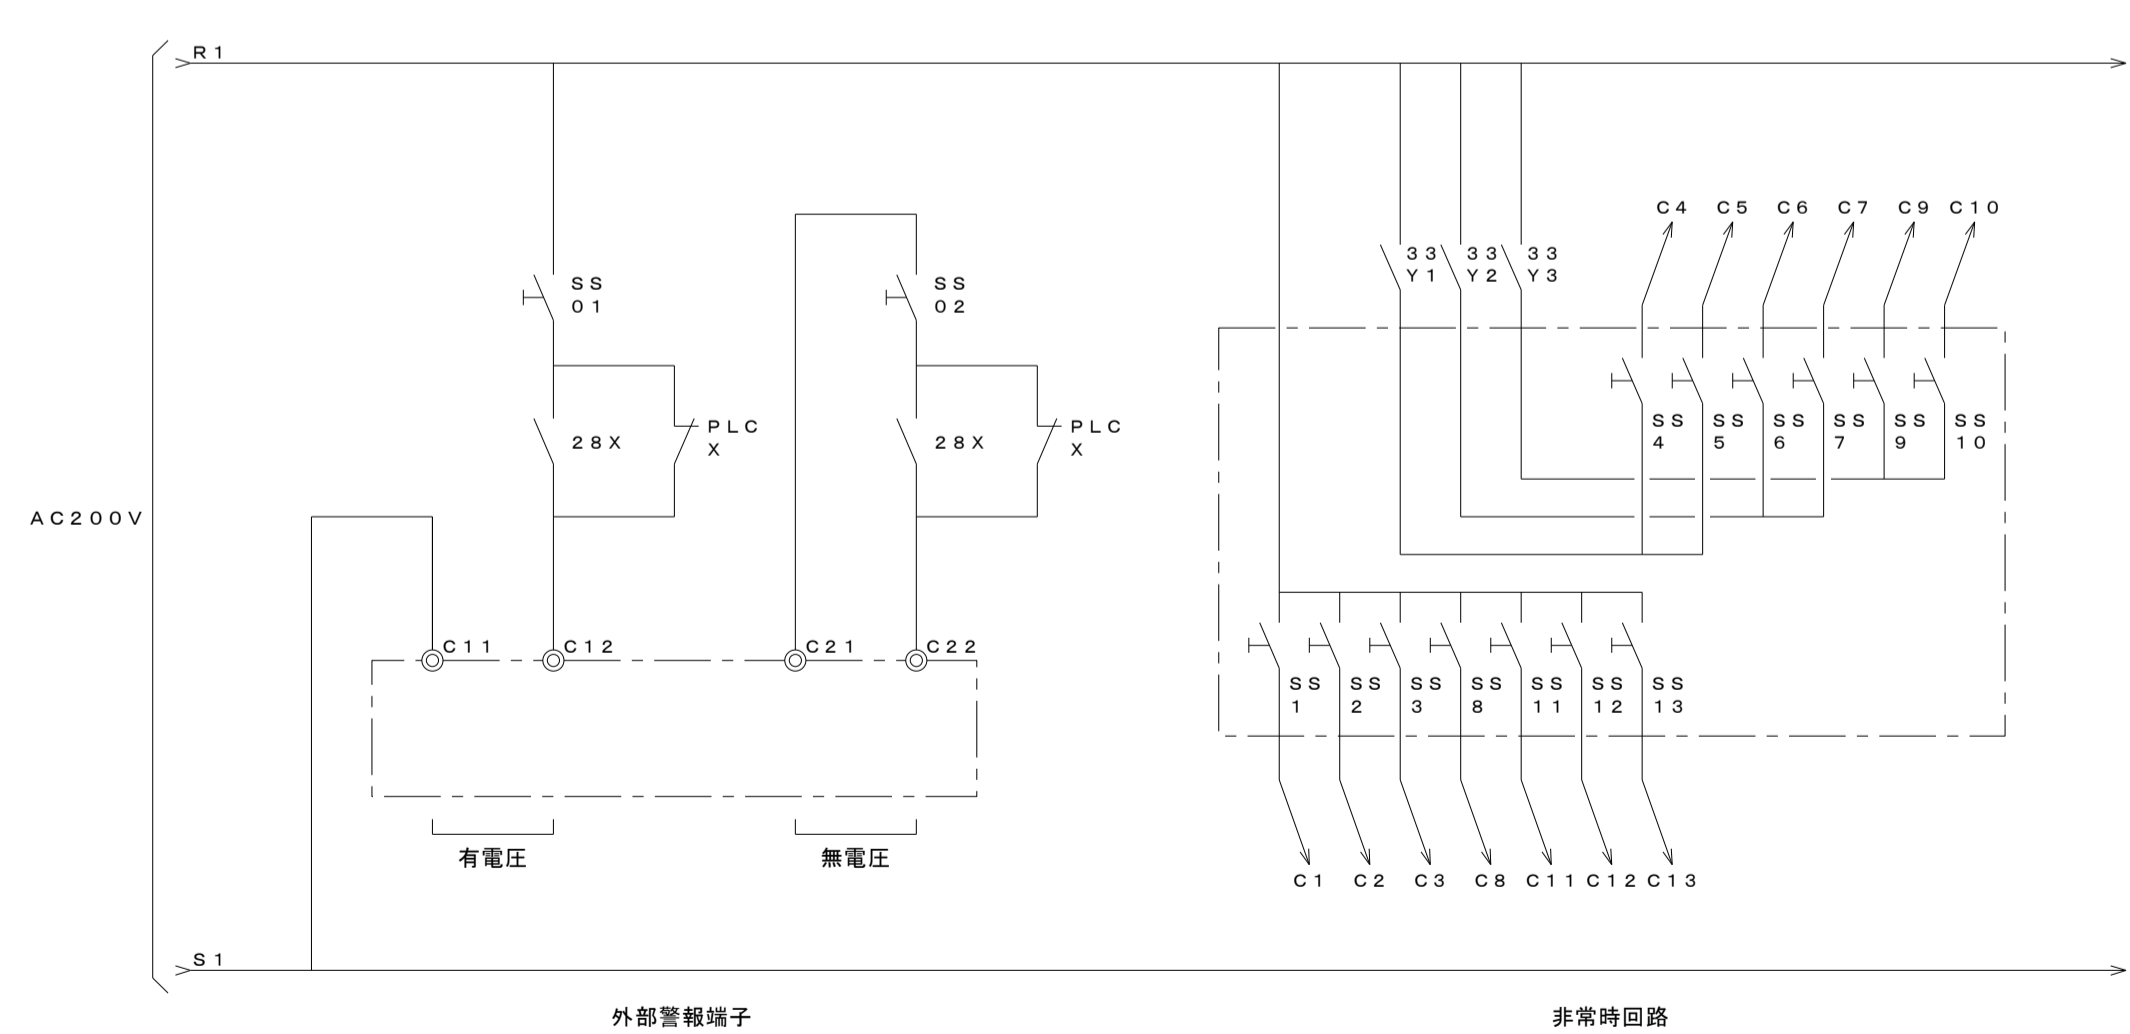 R1
C4 C5 C6 C7 C9 C10
33 33 33
Y1 Y2 Y3
SS SS
01 02
PLC PLC
X X
28X 28X
SS SS SS SS SS SS
4 5 6 7 9 10
AC200V
C11 C12 C21 C22
SS SS SS SS SS SS SS
1 2 3 8 11 12 13
有電圧 無電圧
C1 C2 C3 C8 C11 C12 C13
S1
外部警報端子 非常時回路